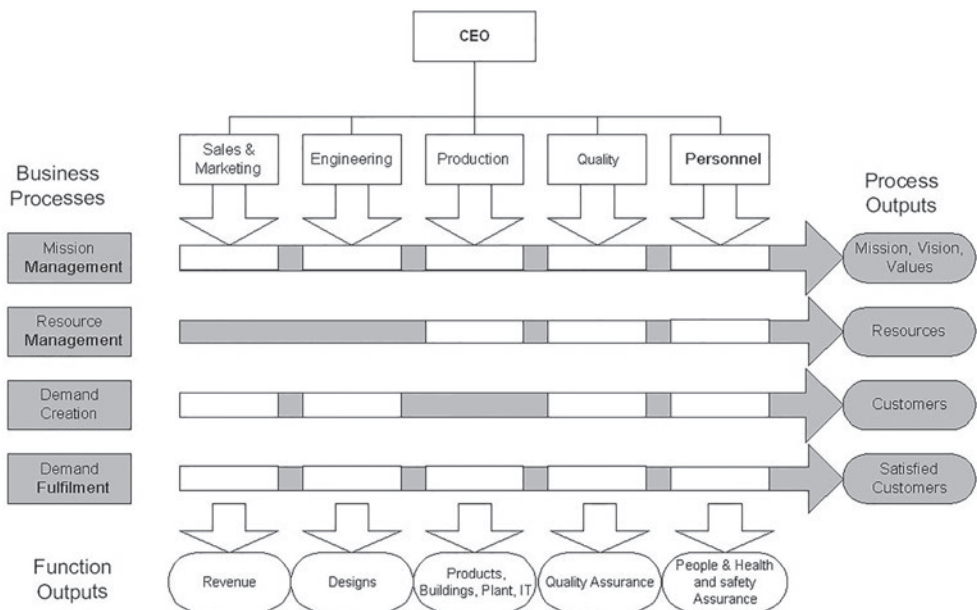 CEO
Sales &
Marketing
Engineering
Production
Quality
Personnel
Business
Processes
Process
Outputs
Mission
Management
Mission, Vision,
Values
Resource
Management
Resources
Demand
Creation
Customers
Demand
Fulfilment
Satisfied
Customers
Function
Outputs
Revenue
Designs
Products,
Buildings, Plant, IT
Quality Assurance
People & Health
and safety
Assurance